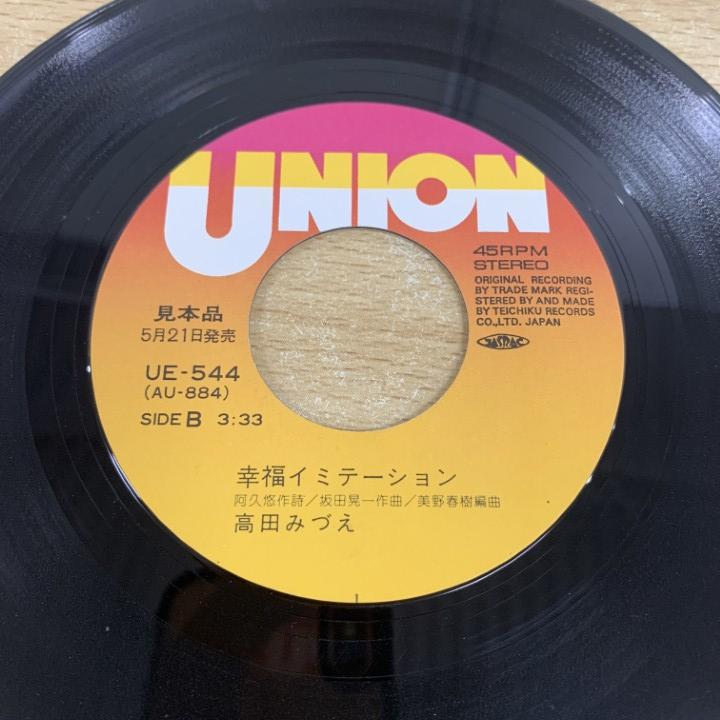 UNION
45RPM
STEREO
ORIGINAL RECORDING
BY TRADE MARK REGI-
STERED BY AND MADE
BY TEICHIKU RECORDS
CO.,LTD. JAPAN
JASRAC
見本品
5月21日発売
UE-544
(AU-884)
SIDE B 3:33
幸福イミテーション
阿久悠作詩/坂田晃一作曲/美野春樹編曲
高田みづえ
1